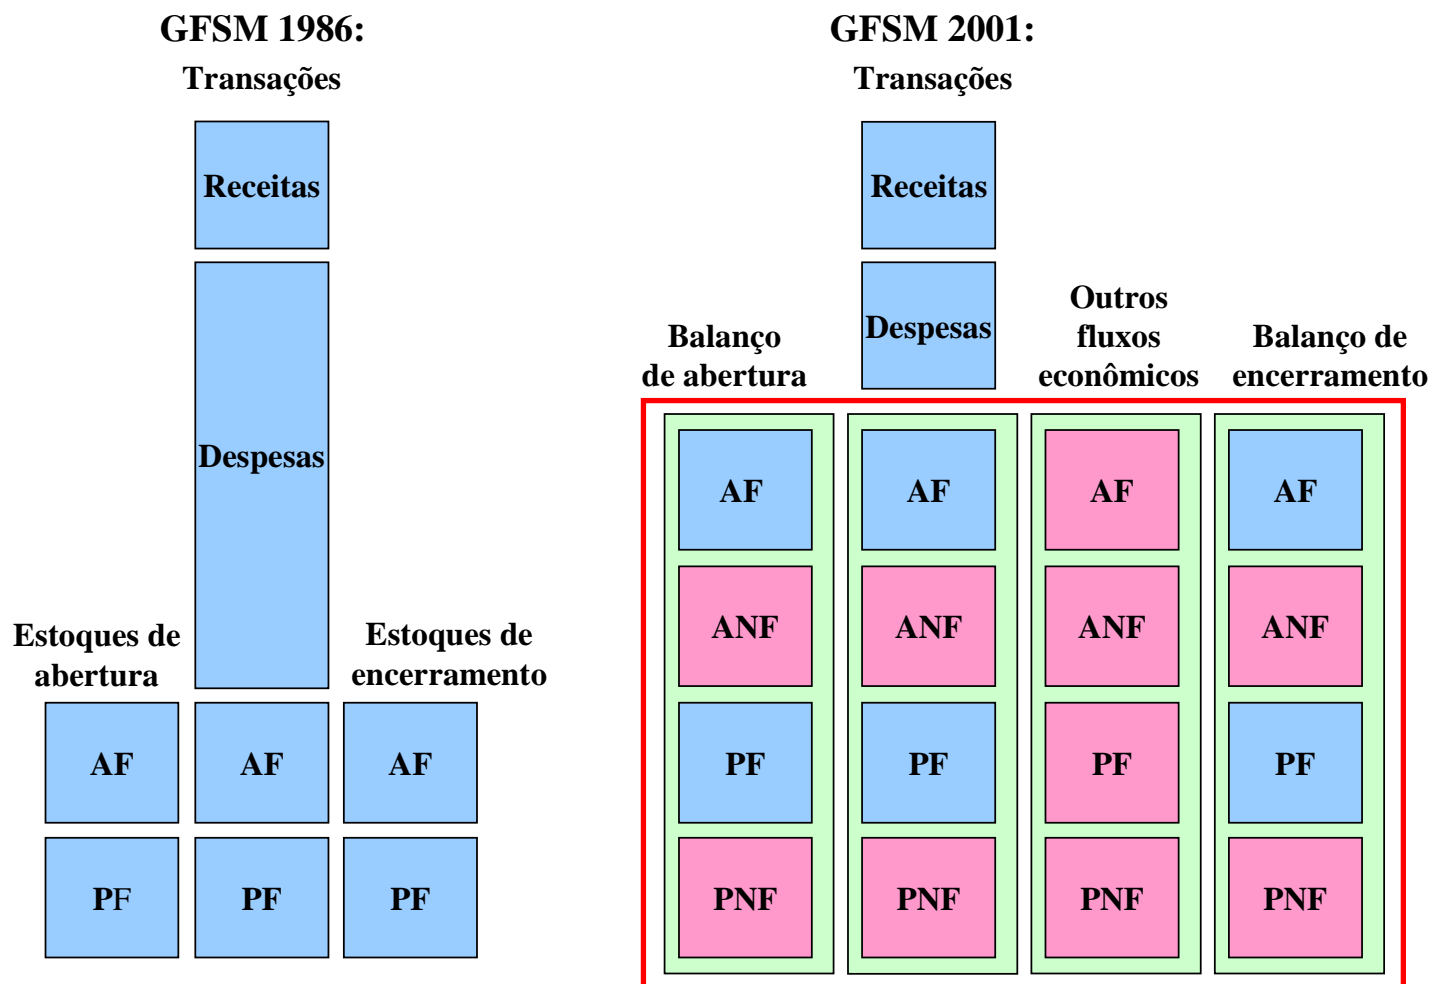 GFSM 1986:
Transações
Receitas
Despesas
Estoques de
abertura
Estoques de
encerramento
AF
AF
AF
PF
PF
PF
GFSM 2001:
Transações
Receitas
Despesas
Balanço
de abertura
Outros
fluxos
econômicos
Balanço de
encerramento
AF
AF
AF
AF
ANF
ANF
ANF
ANF
PF
PF
PF
PF
PNF
PNF
PNF
PNF